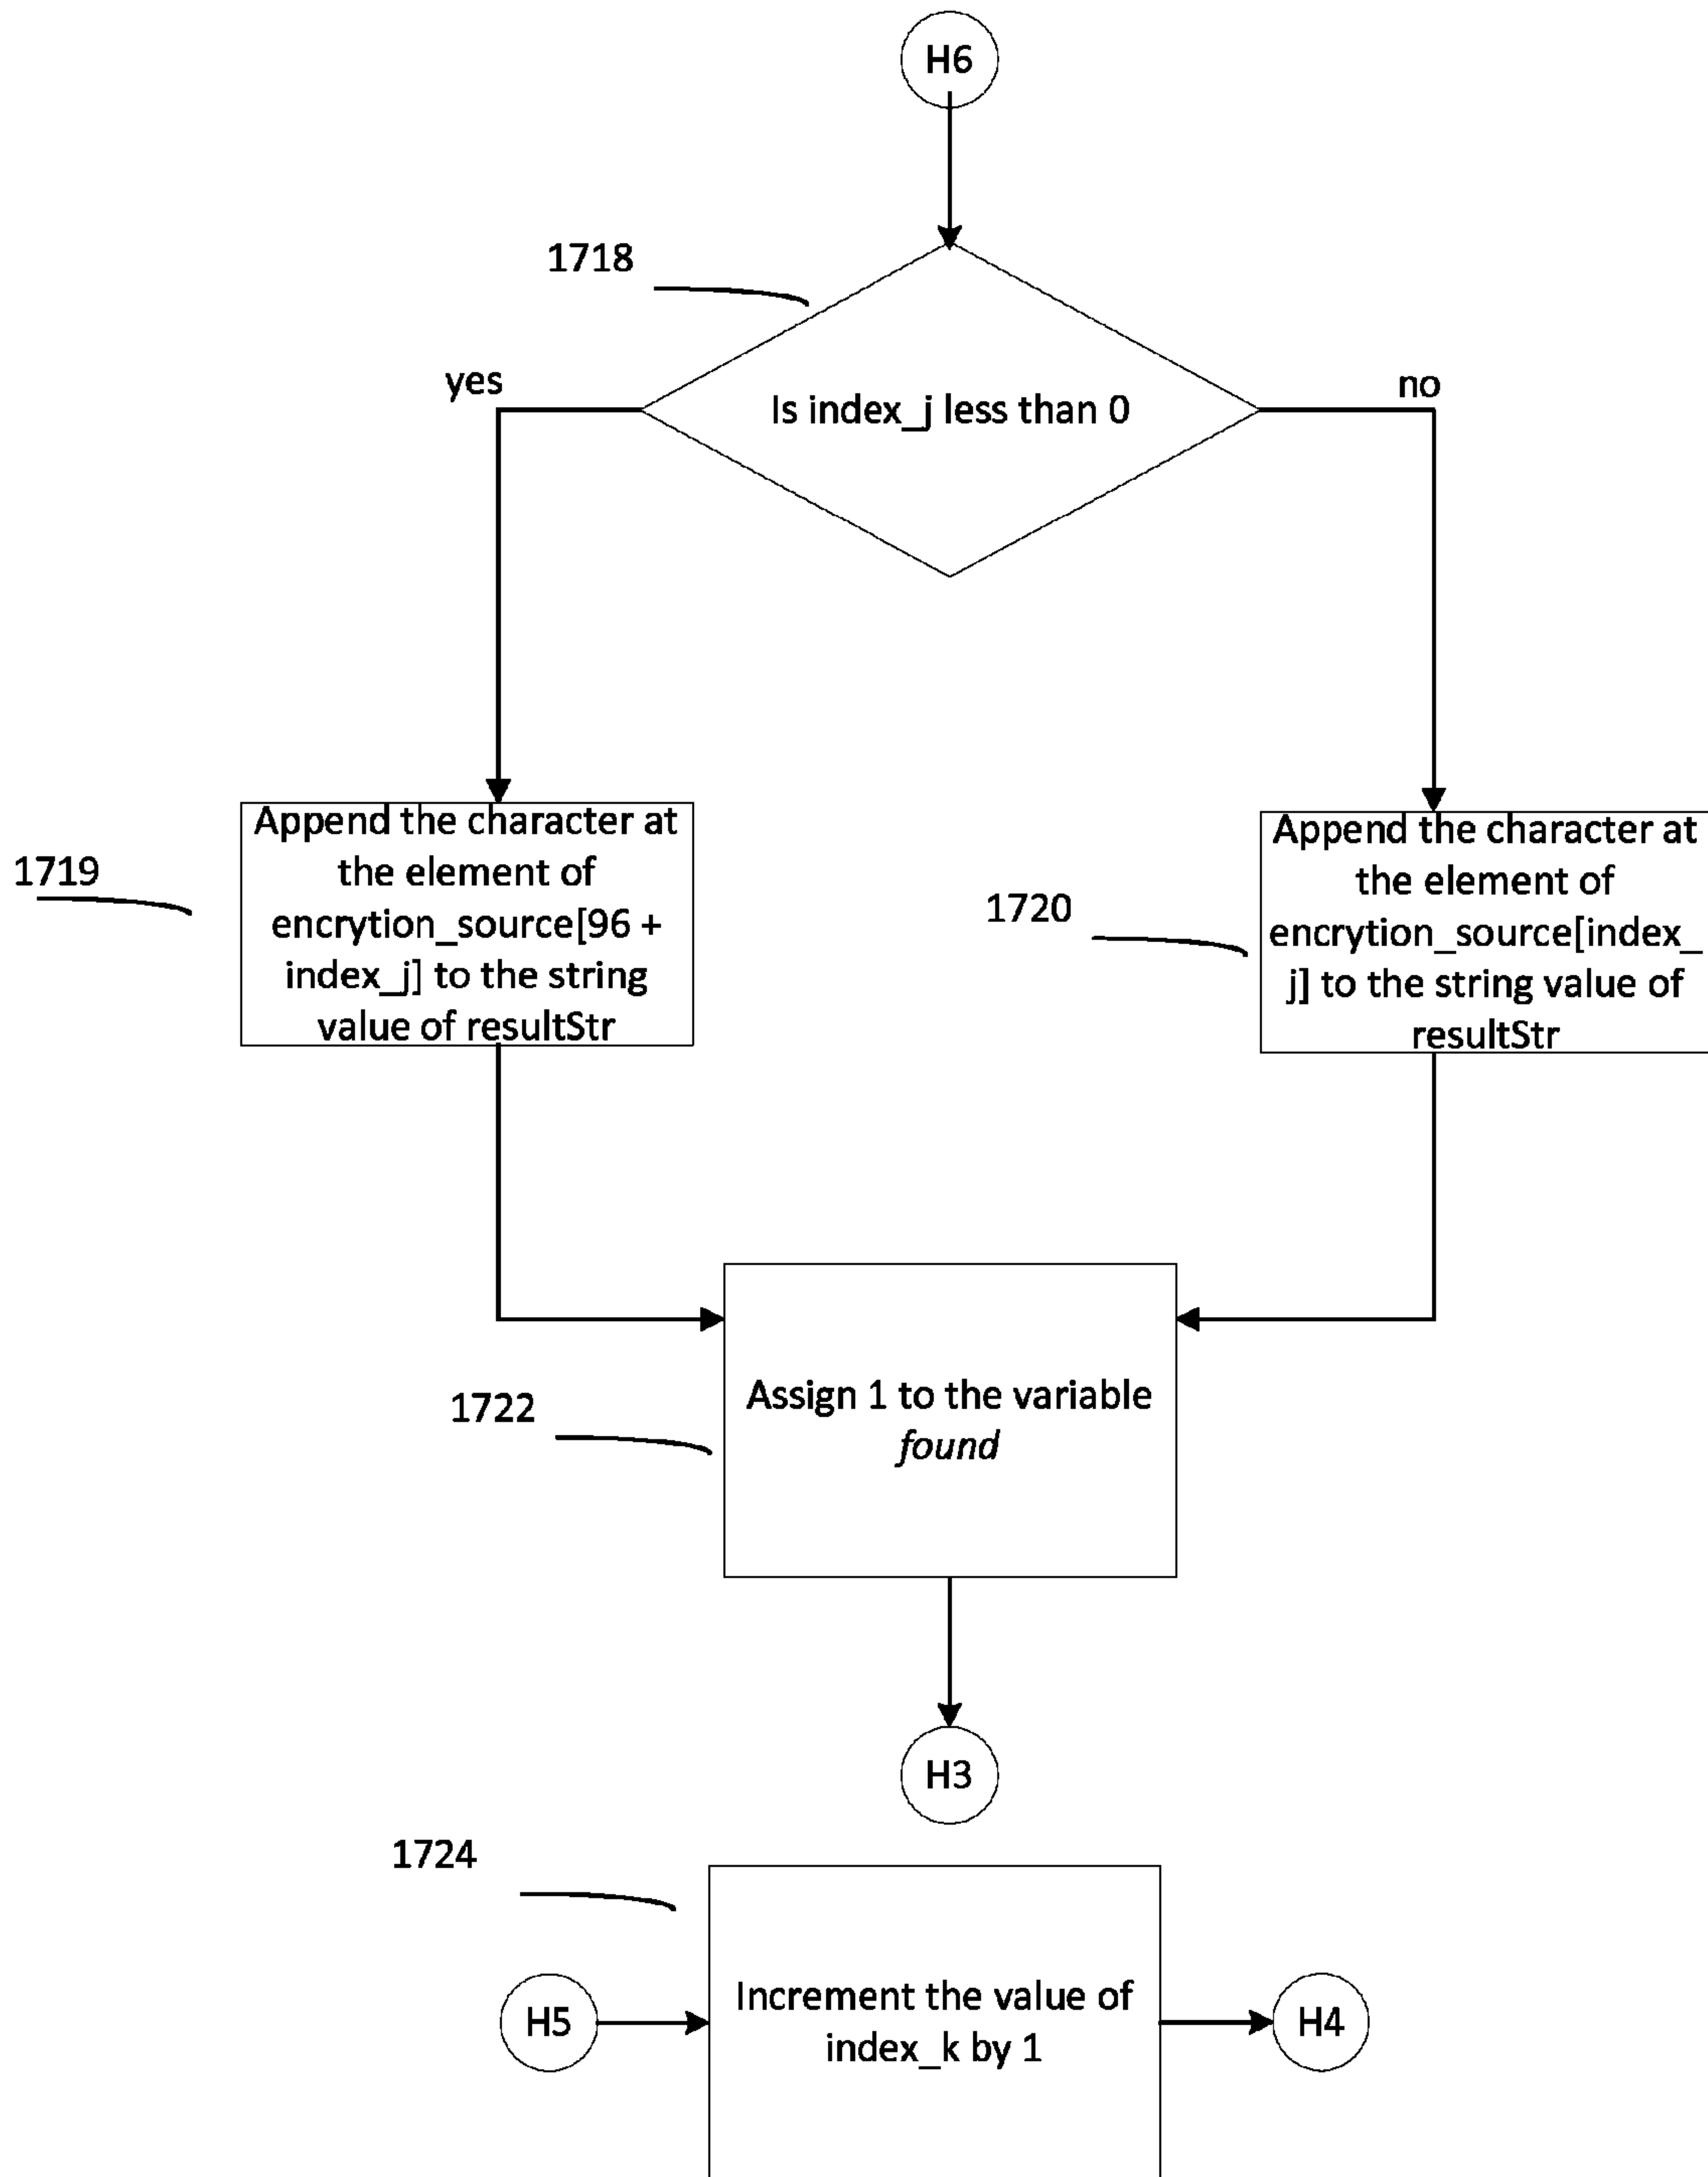 H6
1718
yes
Is index_j less than 0
no
1719
Append the character at
the element of
encrytion_source[96 +
index_j] to the string
value of resultStr
1720
Append the character at
the element of
encrytion_source[index_
j] to the string value of
resultStr
1722
Assign 1 to the variable
found
H3
1724
H5
Increment the value of
index_k by 1
H4